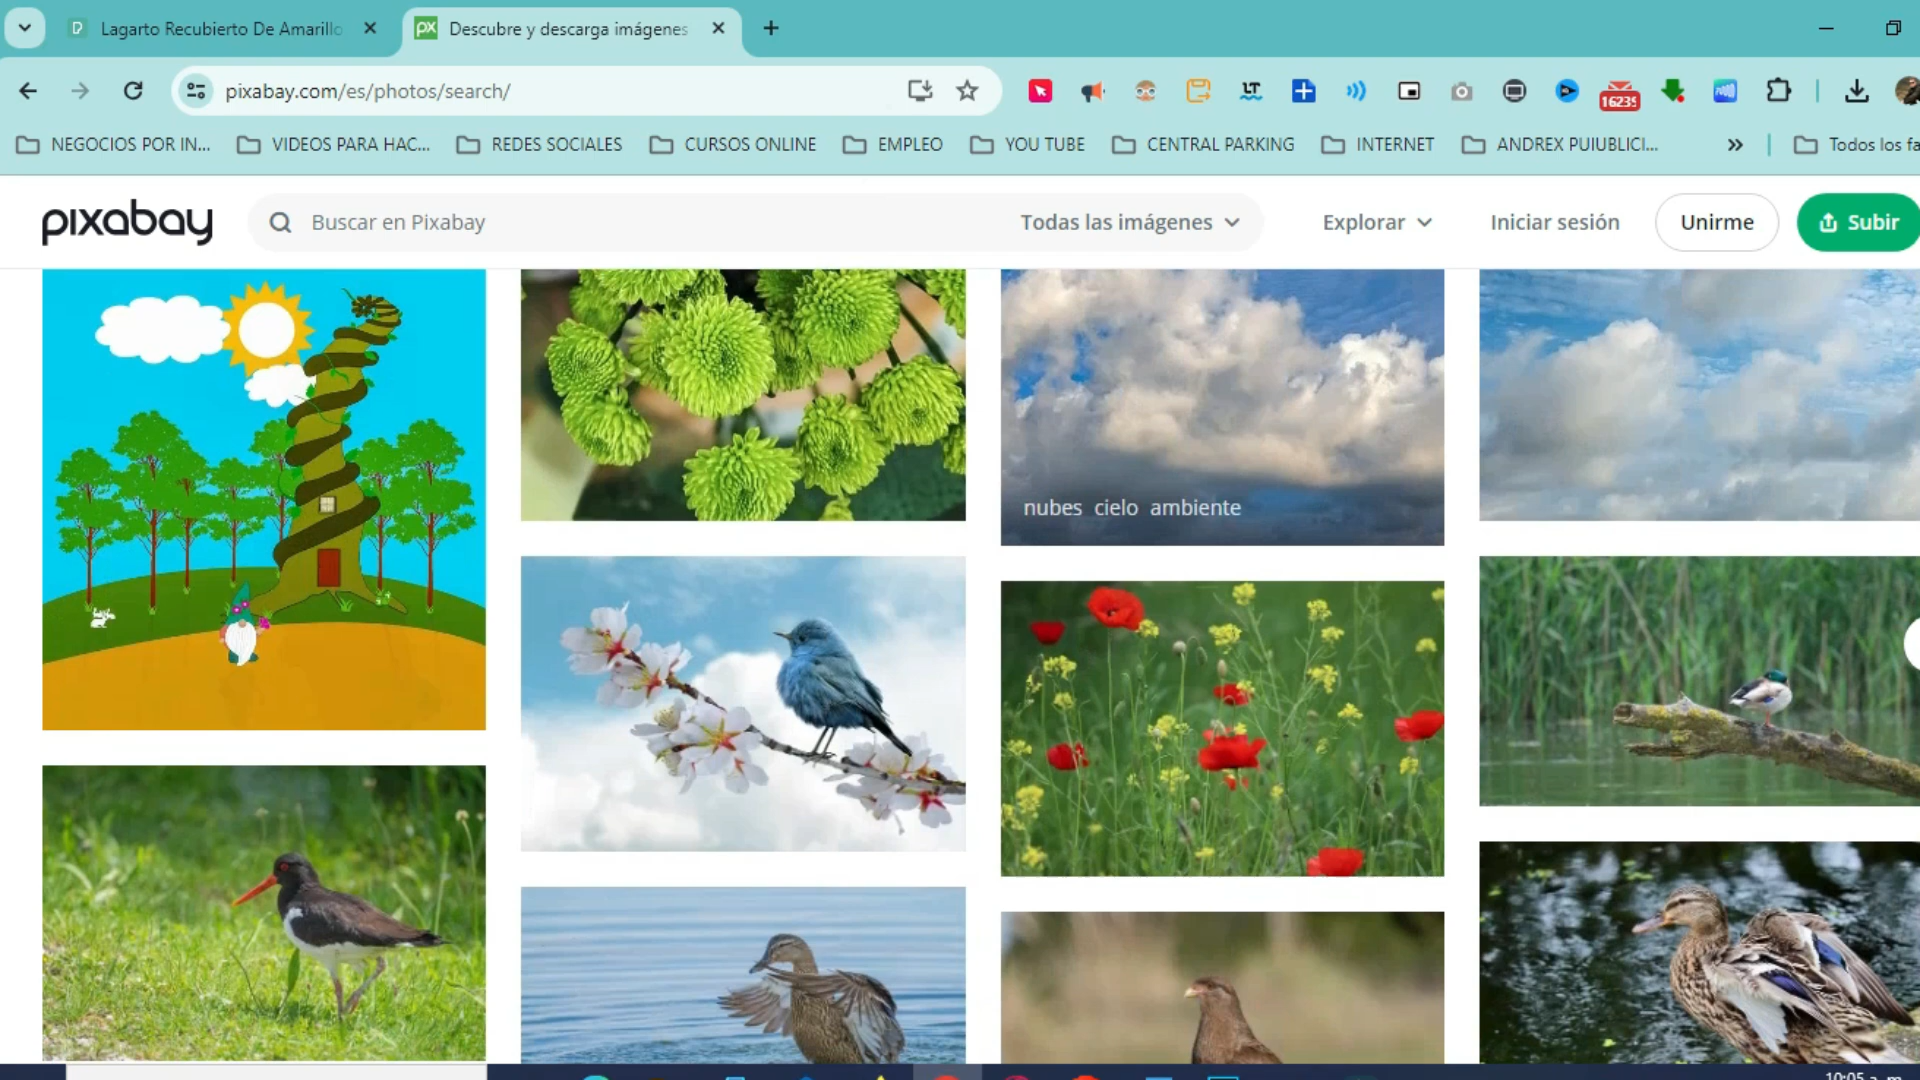 Lagarto Recubierto De Amarillo
Descubre y descarga imágenes
pixabay.com/es/photos/search/
LT
NEGOCIOS POR IN...
VIDEOS PARA HAC...
REDES SOCIALES
CURSOS ONLINE
EMPLEO
YOU TUBE
CENTRAL PARKING
INTERNET
ANDREX PUIUBLICI...
Todos los fa
pixabay
Buscar en Pixabay
Todas las imágenes
Explorar
Iniciar sesión
Unirme
Subir
nubes cielo ambiente